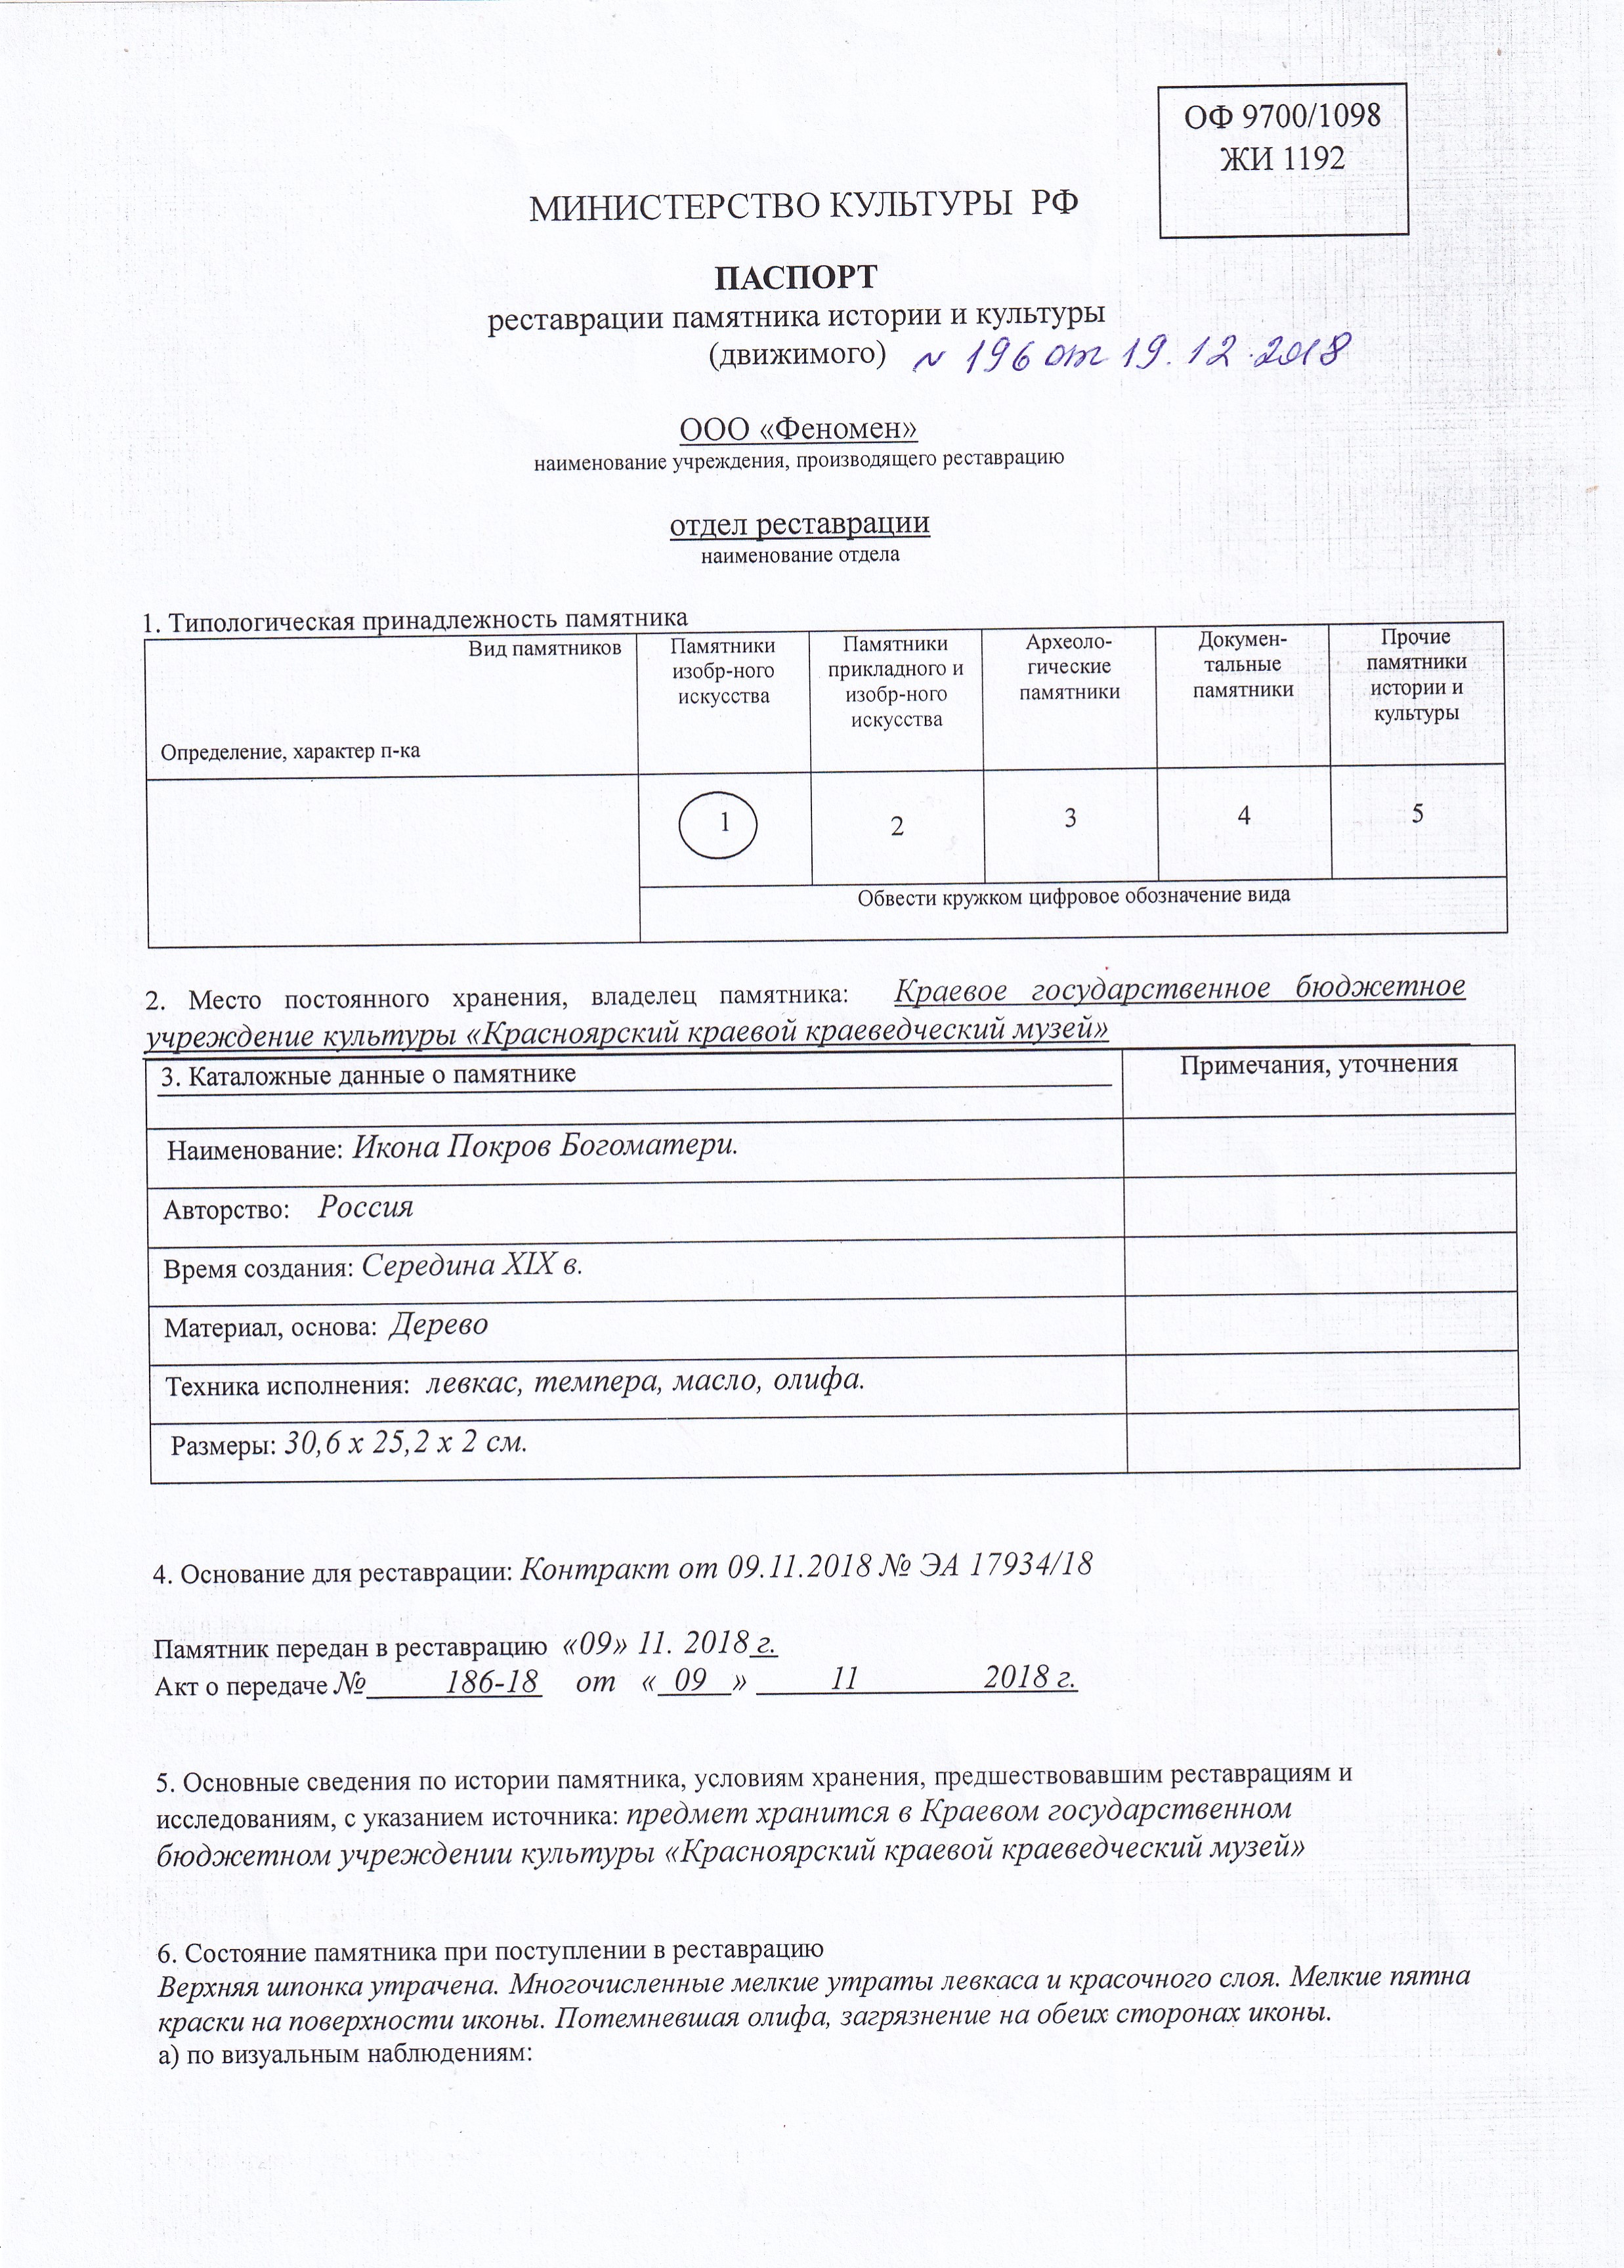 ОФ 9700/1098
ЖИ 1192
МИНИСТЕРСТВО КУЛЬТУРЫ РФ
ПАСПОРТ
реставрации памятника истории и культуры
(движимого) № 196 от 19.12.2018
ООО «Феномен»
наименование учреждения, производящего реставрацию
отдел реставрации
наименование отдела
1. Типологическая принадлежность памятника
Вид памятников
Определение, характер п-ка
Памятники
изобр-ного
искусства
Памятники
прикладного и
изобр-ного
искусства
Археоло-
гические
памятники
Докумен-
тальные
памятники
Прочие
памятники
истории и
культуры
1 2 3 4 5
Обвести кружком цифровое обозначение вида
2. Место постоянного хранения, владелец памятника: Краевое государственное бюджетное
учреждение культуры «Красноярский краевой краеведческий музей»
3. Каталожные данные о памятнике Примечания, уточнения
Наименование: Икона Покров Богоматери.
Авторство: Россия
Время создания: Середина XIX в.
Материал, основа: Дерево
Техника исполнения: левкас, темпера, масло, олифа.
Размеры: 30,6 х 25,2 х 2 см.
4. Основание для реставрации: Контракт от 09.11.2018 № ЭА 17934/18
Памятник передан в реставрацию «09» 11. 2018 г.
Акт о передаче № 186-18 от « 09 » 11 2018 г.
5. Основные сведения по истории памятника, условиям хранения, предшествовавшим реставрациям и
исследованиям, с указанием источника: предмет хранится в Краевом государственном
бюджетном учреждении культуры «Красноярский краевой краеведческий музей»
6. Состояние памятника при поступлении в реставрацию
Верхняя шпонка утрачена. Многочисленные мелкие утраты левкаса и красочного слоя. Мелкие пятна
краски на поверхности иконы. Потемневшая олифа, загрязнение на обеих сторонах иконы.
а) по визуальным наблюдениям: